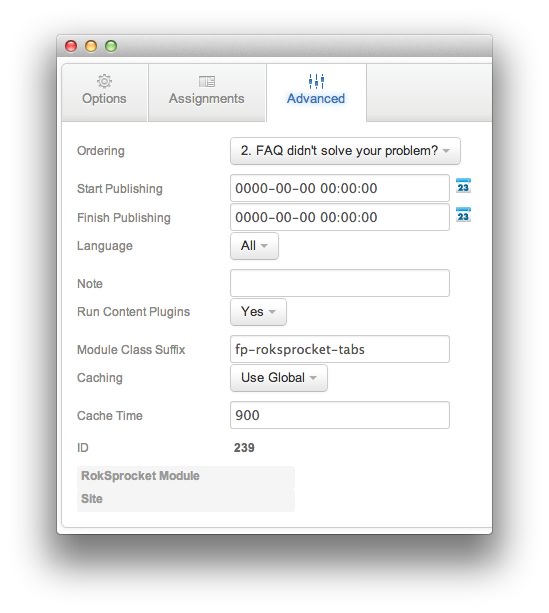 Options Assignments Advanced
Ordering 2. FAQ didn't solve your problem?
Start Publishing 0000-00-00 00:00:00 23
Finish Publishing 0000-00-00 00:00:00 23
Language All
Note
Run Content Plugins Yes
Module Class Suffix fp-roksprocket-tabs
Caching Use Global
Cache Time 900
ID 239
RokSprocket Module
Site